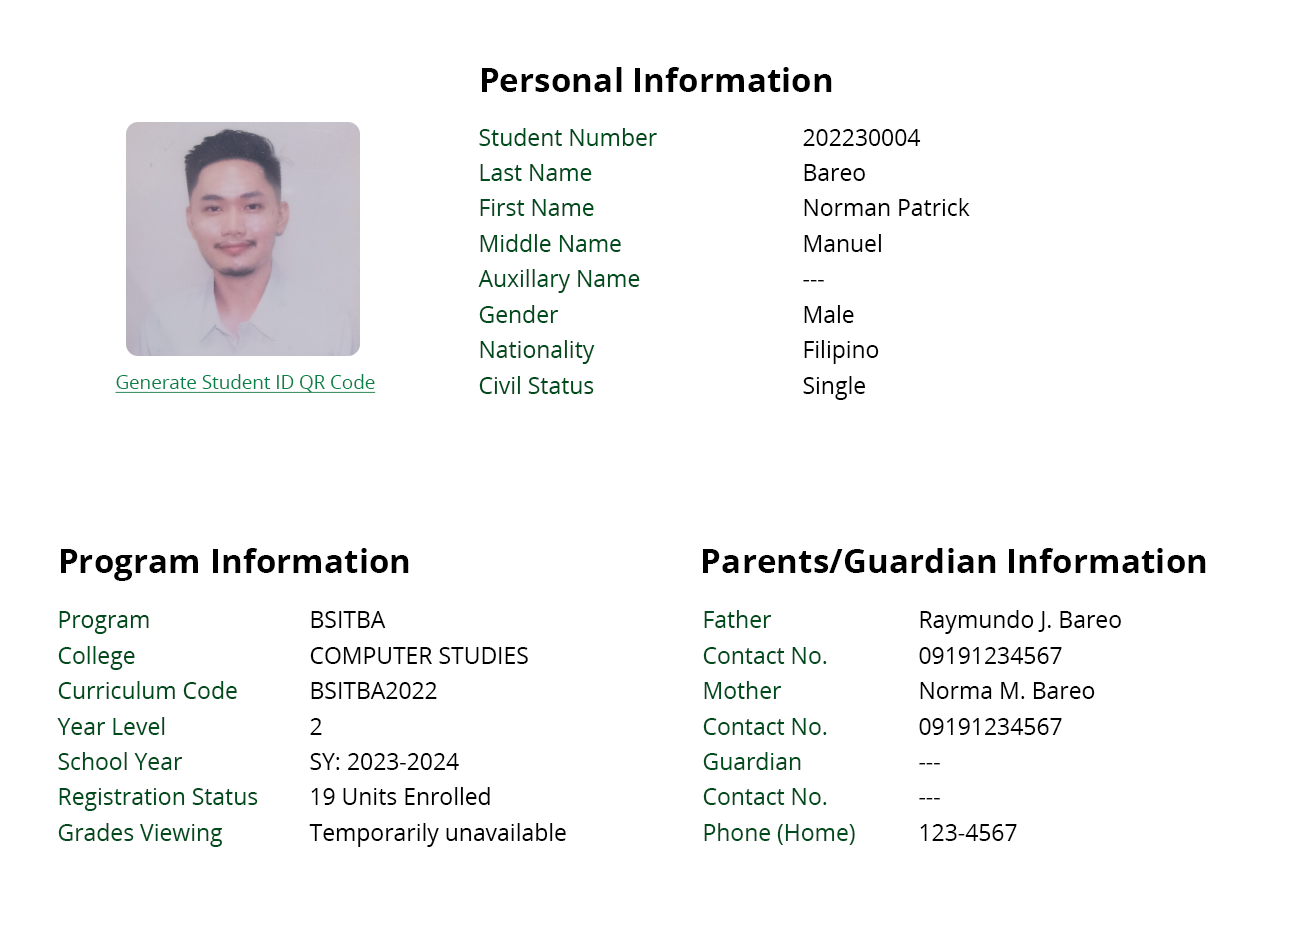 Personal Information
Student Number 202230004
Last Name Bareo
First Name Norman Patrick
Middle Name Manuel
Auxillary Name ---
Gender Male
Nationality Filipino
Civil Status Single
Generate Student ID QR Code
Program Information
Program BSITBA
College COMPUTER STUDIES
Curriculum Code BSITBA2022
Year Level 2
School Year SY: 2023-2024
Registration Status 19 Units Enrolled
Grades Viewing Temporarily unavailable
Parents/Guardian Information
Father Raymundo J. Bareo
Contact No. 09191234567
Mother Norma M. Bareo
Contact No. 09191234567
Guardian ---
Contact No. ---
Phone (Home) 123-4567